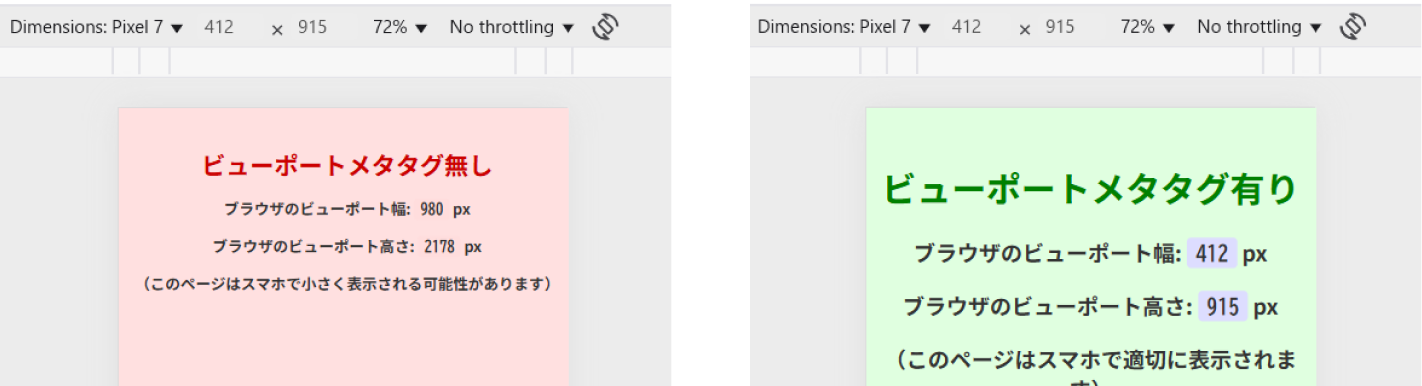 Dimensions: Pixel 7 ▼ 412 × 915 72% ▼ No throttling ▼
ビューポートメタタグ無し
ブラウザのビューポート幅: 980 px
ブラウザのビューポート高さ: 2178 px
（このページはスマホで小さく表示される可能性があります）
Dimensions: Pixel 7 ▼ 412 × 915 72% ▼ No throttling ▼
ビューポートメタタグ有り
ブラウザのビューポート幅: 412 px
ブラウザのビューポート高さ: 915 px
（このページはスマホで適切に表示されま
す）